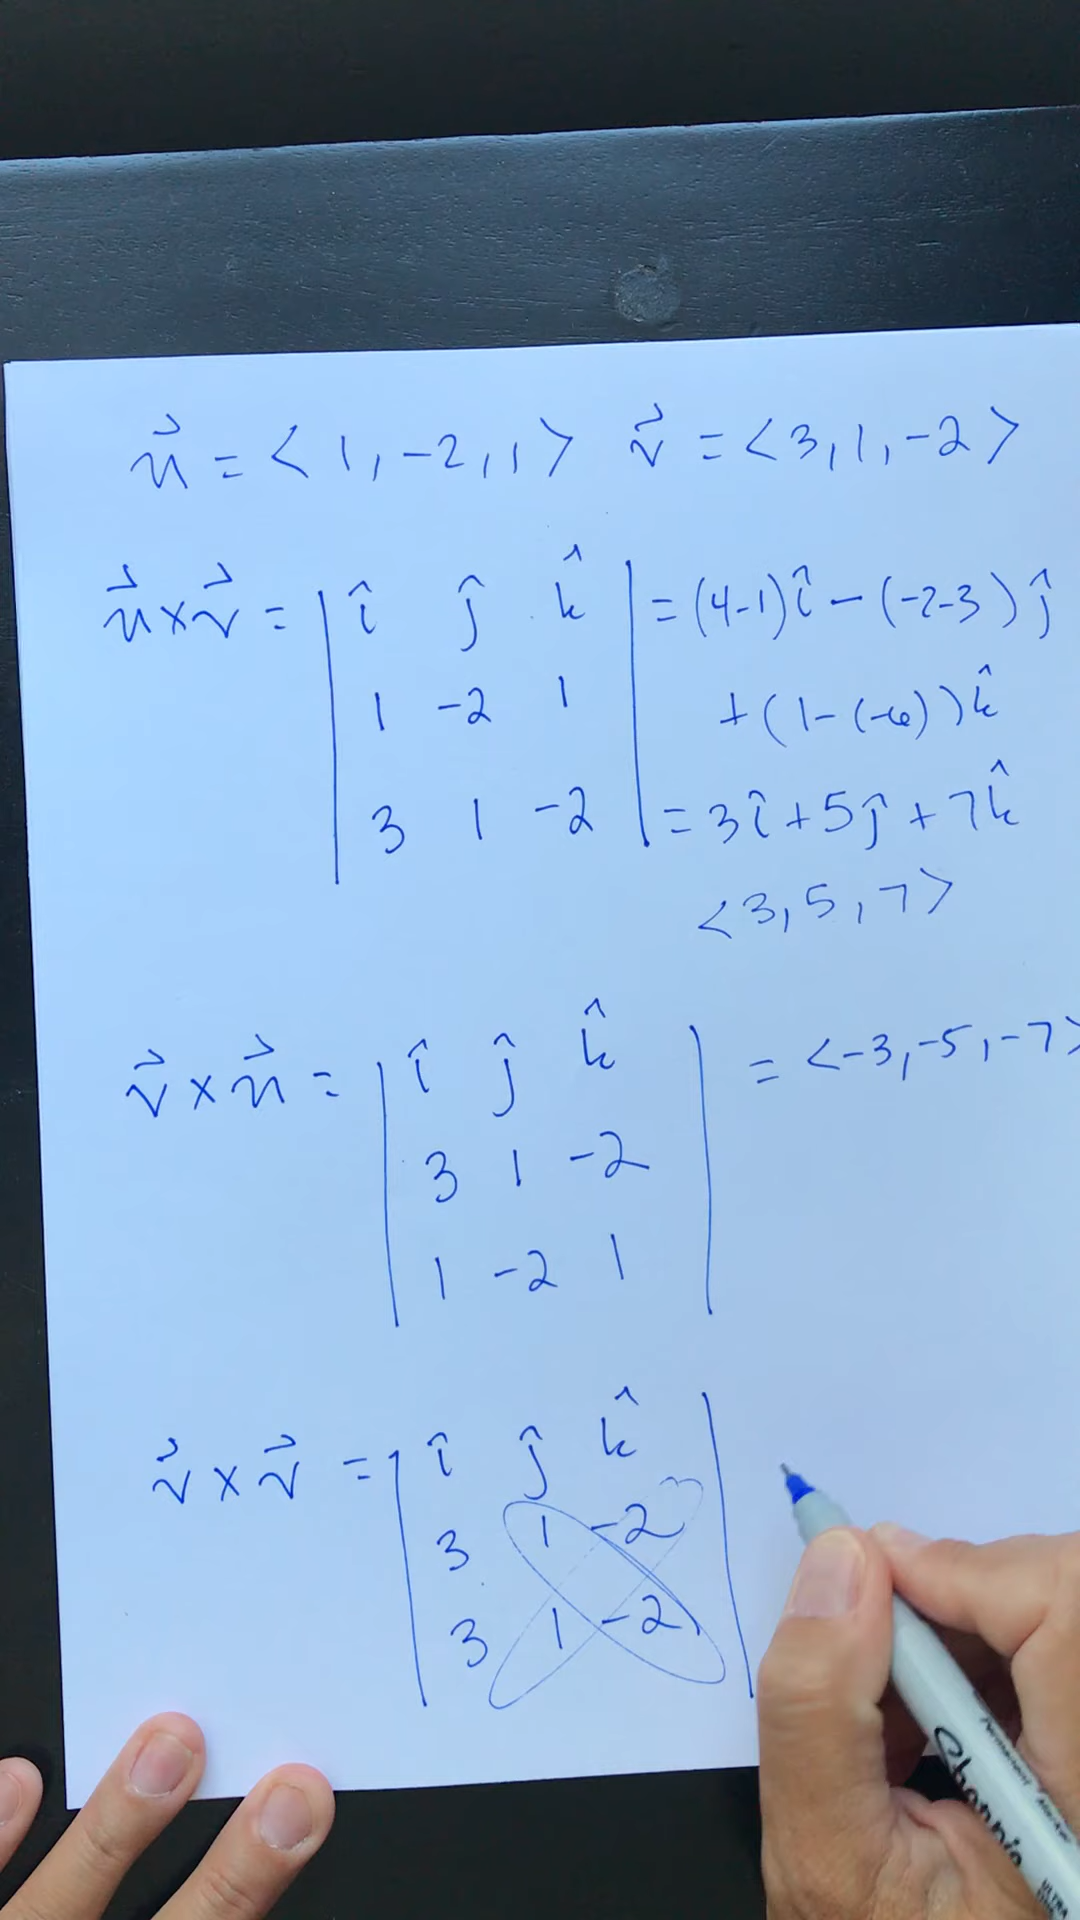 u⃗ = <1, -2, 1> v⃗ = <3, 1, -2>
u⃗ × v⃗ = | î ĵ k̂ | = (4-1)î - (-2-3)ĵ
1 -2 1 + (1-(-6))k̂
3 1 -2 = 3î + 5ĵ + 7k̂
<3, 5, 7>
v⃗ × u⃗ = | î ĵ k̂ | = <-3, -5, -7>
3 1 -2
1 -2 1
v⃗ × v⃗ = | î ĵ k̂ |
3 1 -2
3 1 -2
Sharpie